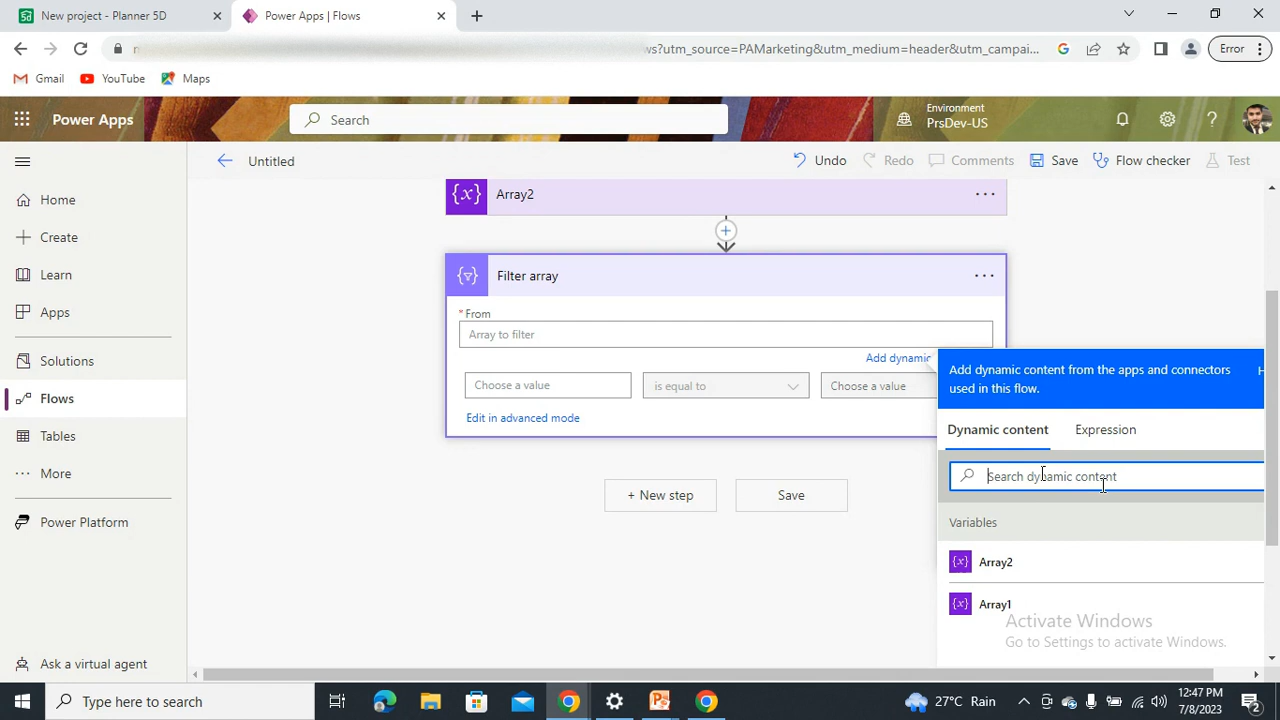 New project - Planner 5D
Power Apps | Flows
ws?utm_source=PAMarketing&utm_medium=header&utm_campai...
Error
Gmail
YouTube
Maps
Power Apps
Search
Environment
PrsDev-US
Untitled
Undo
Redo
Comments
Save
Flow checker
Test
Home
Create
Learn
Apps
Solutions
Flows
Tables
More
Power Platform
Ask a virtual agent
{x} Array2
Filter array
* From
Array to filter
Add dynamic
Choose a value
is equal to
Choose a value
Edit in advanced mode
+ New step
Save
Add dynamic content from the apps and connectors
used in this flow.
H
Dynamic content
Expression
Search dynamic content
Variables
{x} Array2
{x} Array1
Activate Windows
Go to Settings to activate Windows.
Type here to search
27°C Rain
12:47 PM
7/8/2023
2